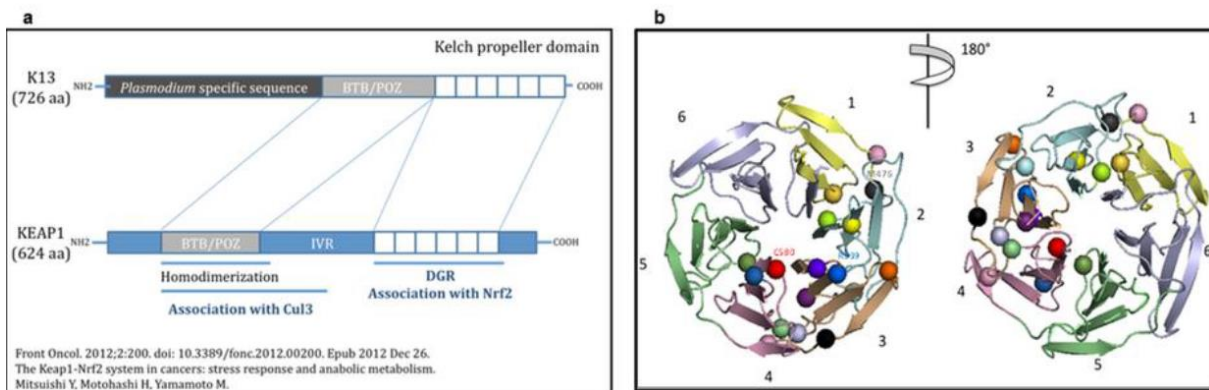 a
Kelch propeller domain
K13
(726 aa)
NH2
Plasmodium specific sequence
BTB/POZ
COOH
KEAP1
(624 aa)
NH2
BTB/POZ
IVR
COOH
Homodimerization
DGR
Association with Nrf2
Association with Cul3
Front Oncol. 2012;2:200. doi: 10.3389/fonc.2012.00200. Epub 2012 Dec 26.
The Keap1-Nrf2 system in cancers: stress response and anabolic metabolism.
Mitsuishi Y, Motohashi H, Yamamoto M.
b
180°
1
6
M476
2
C580
5
3
4
2
1
3
6
4
5